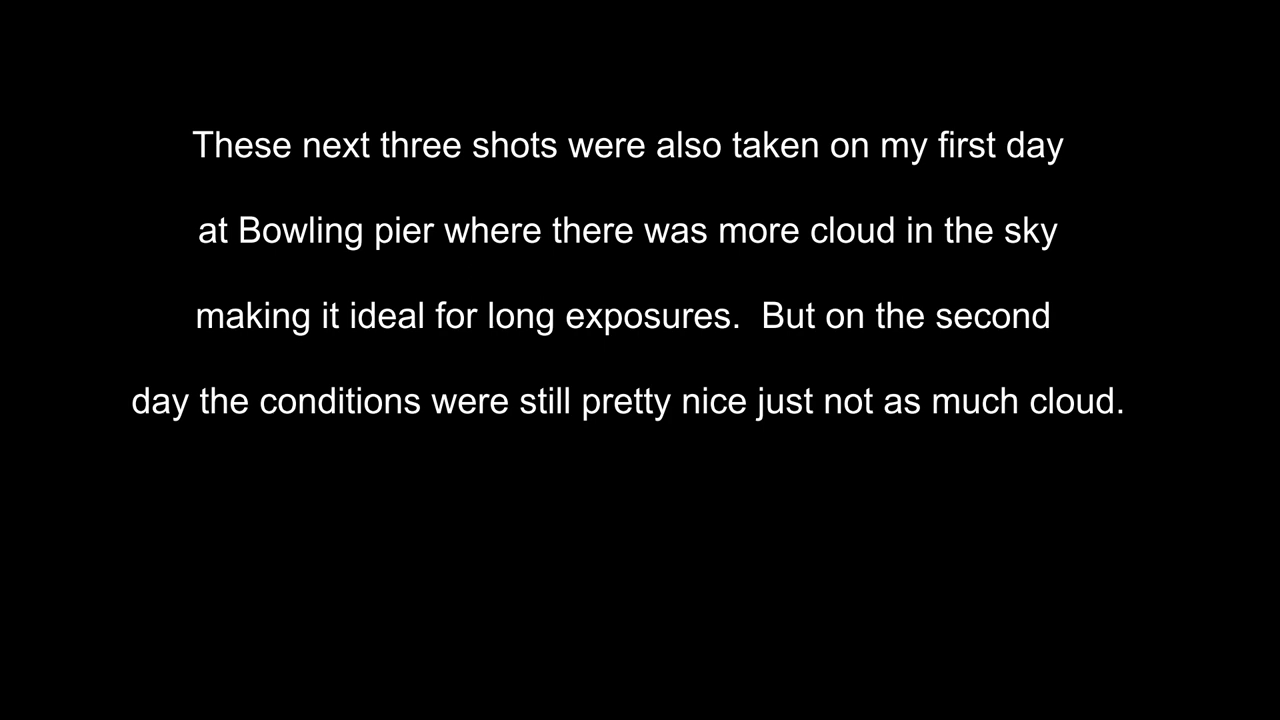 These next three shots were also taken on my first day
at Bowling pier where there was more cloud in the sky
making it ideal for long exposures.  But on the second
day the conditions were still pretty nice just not as much cloud.